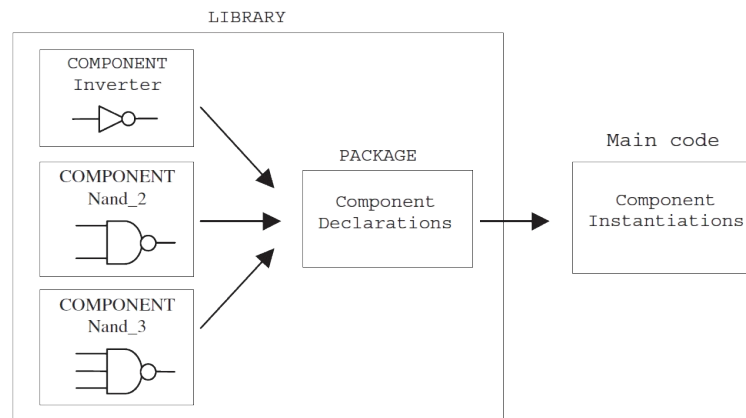 LIBRARY
COMPONENT
Inverter
COMPONENT
Nand_2
COMPONENT
Nand_3
PACKAGE
Component
Declarations
Main code
Component
Instantiations